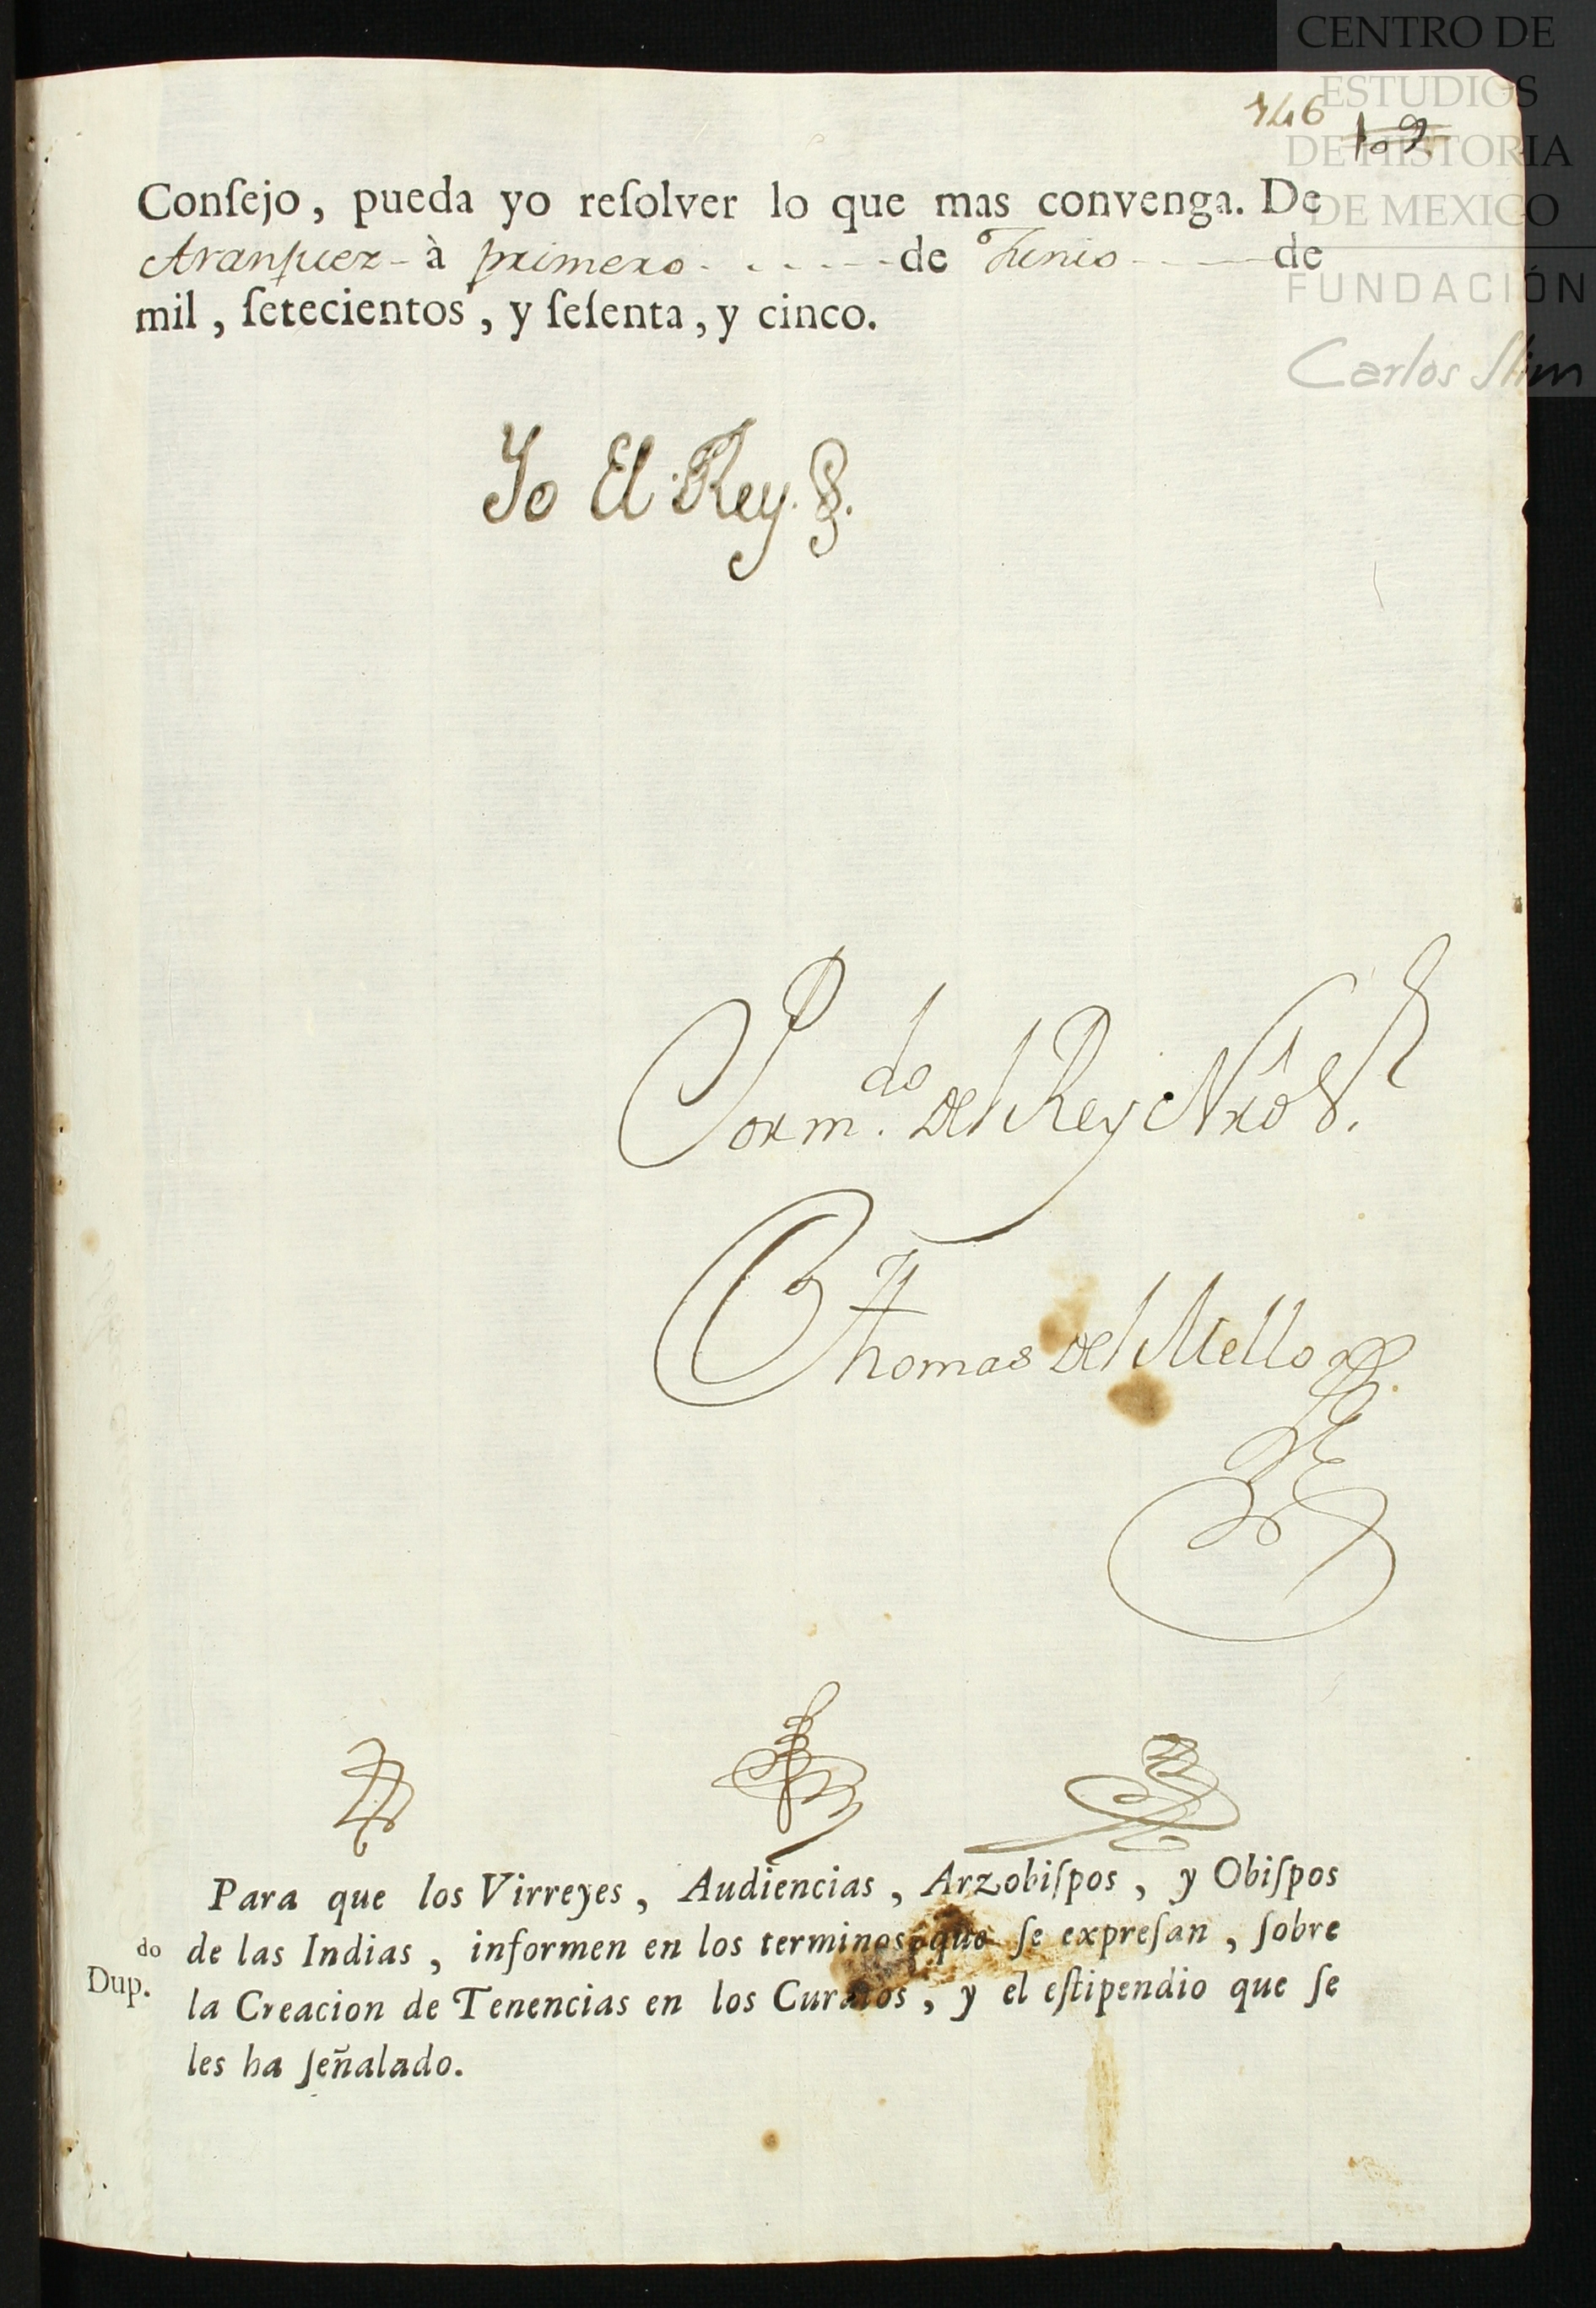 CENTRO DE
ESTUDIOS
DE HISTORIA
DE MEXICO
FUNDACIÓN
Carlos Slim
146
109
Conſejo, pueda yo reſolver lo que mas convenga. De
Aranjuez - à primero - - - - - de Junio - - - de
mil, ſetecientos, y ſeſenta, y cinco.
Yo El Rey.
Por m.do del Rey Nrô S.r
Thomas del Mello
Para que los Virreyes, Audiencias, Arzobiſpos, y Obiſpos
de las Indias, informen en los terminos, que ſe expreſan, ſobre
Dup.do
la Creacion de Tenencias en los Curatos, y el eſtipendio que ſe
les ha ſeñalado.